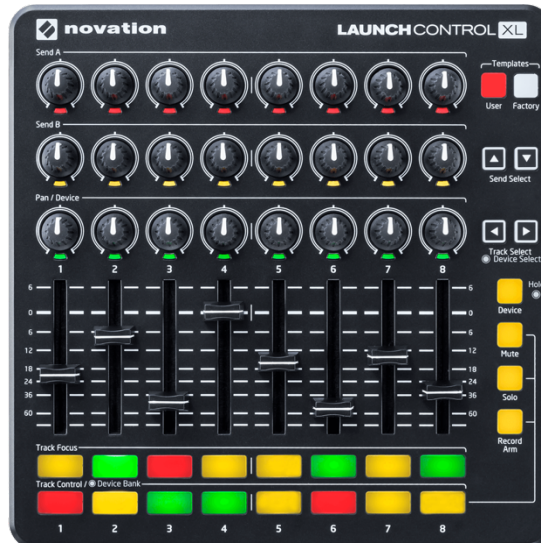 novation LAUNCH CONTROL XL
Send A
Templates
User Factory
Send B
Send Select
Pan / Device
Track Select
Device Select
1 2 3 4 5 6 7 8
6 6
0 0
6 6
12 12
18 18
24 24
36 36
60 60
Device
Mute
Solo
Record
Arm
Track Focus
Track Control / Device Bank
1 2 3 4 5 6 7 8